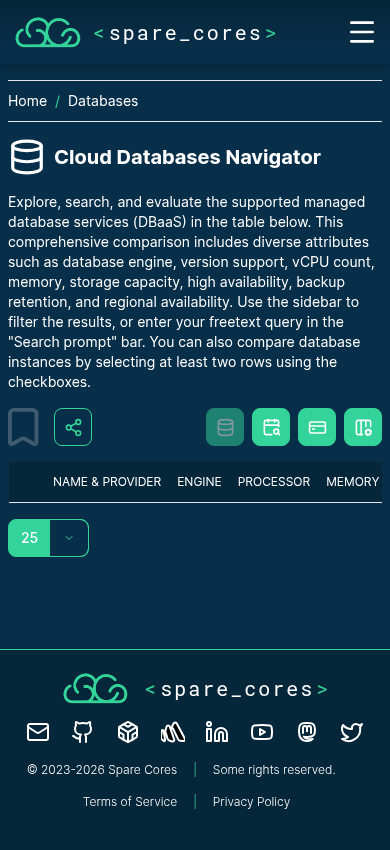 <spare_cores>
Home / Databases
Cloud Databases Navigator
Explore, search, and evaluate the supported managed
database services (DBaaS) in the table below. This
comprehensive comparison includes diverse attributes
such as database engine, version support, vCPU count,
memory, storage capacity, high availability, backup
retention, and regional availability. Use the sidebar to
filter the results, or enter your freetext query in the
"Search prompt" bar. You can also compare database
instances by selecting at least two rows using the
checkboxes.
NAME & PROVIDER ENGINE PROCESSOR MEMORY
25
<spare_cores>
© 2023-2026 Spare Cores | Some rights reserved.
Terms of Service | Privacy Policy